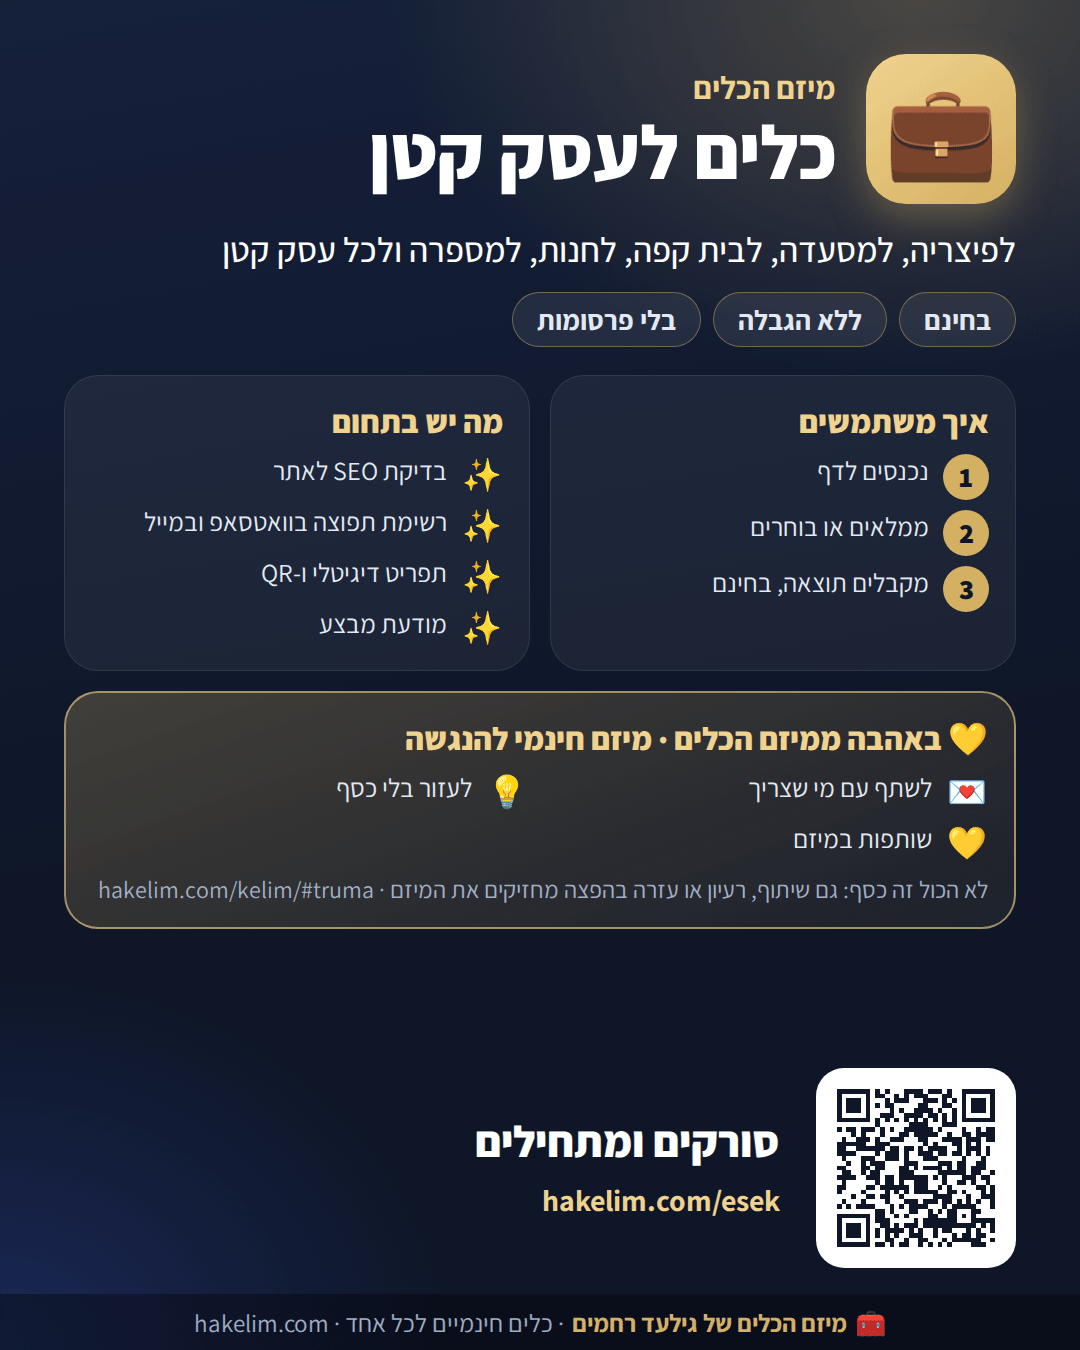 מיזם הכלים
כלים לעסק קטן
לפיצריה, למסעדה, לבית קפה, לחנות, למספרה ולכל עסק קטן
בחינם
ללא הגבלה
בלי פרסומות
איך משתמשים
1 נכנסים לדף
2 ממלאים או בוחרים
3 מקבלים תוצאה, בחינם
מה יש בתחום
בדיקת SEO לאתר
רשימת תפוצה בוואטסאפ ובמייל
תפריט דיגיטלי ו-QR
מודעת מבצע
באהבה ממיזם הכלים · מיזם חינמי להנגשה
לשתף עם מי שצריך
לעזור בלי כסף
שותפות במיזם
לא הכול זה כסף: גם שיתוף, רעיון או עזרה בהפצה מחזיקים את המיזם · hakelim.com/kelim/#truma
סורקים ומתחילים
hakelim.com/esek
מיזם הכלים של גילעד רחמים · כלים חינמיים לכל אחד · hakelim.com